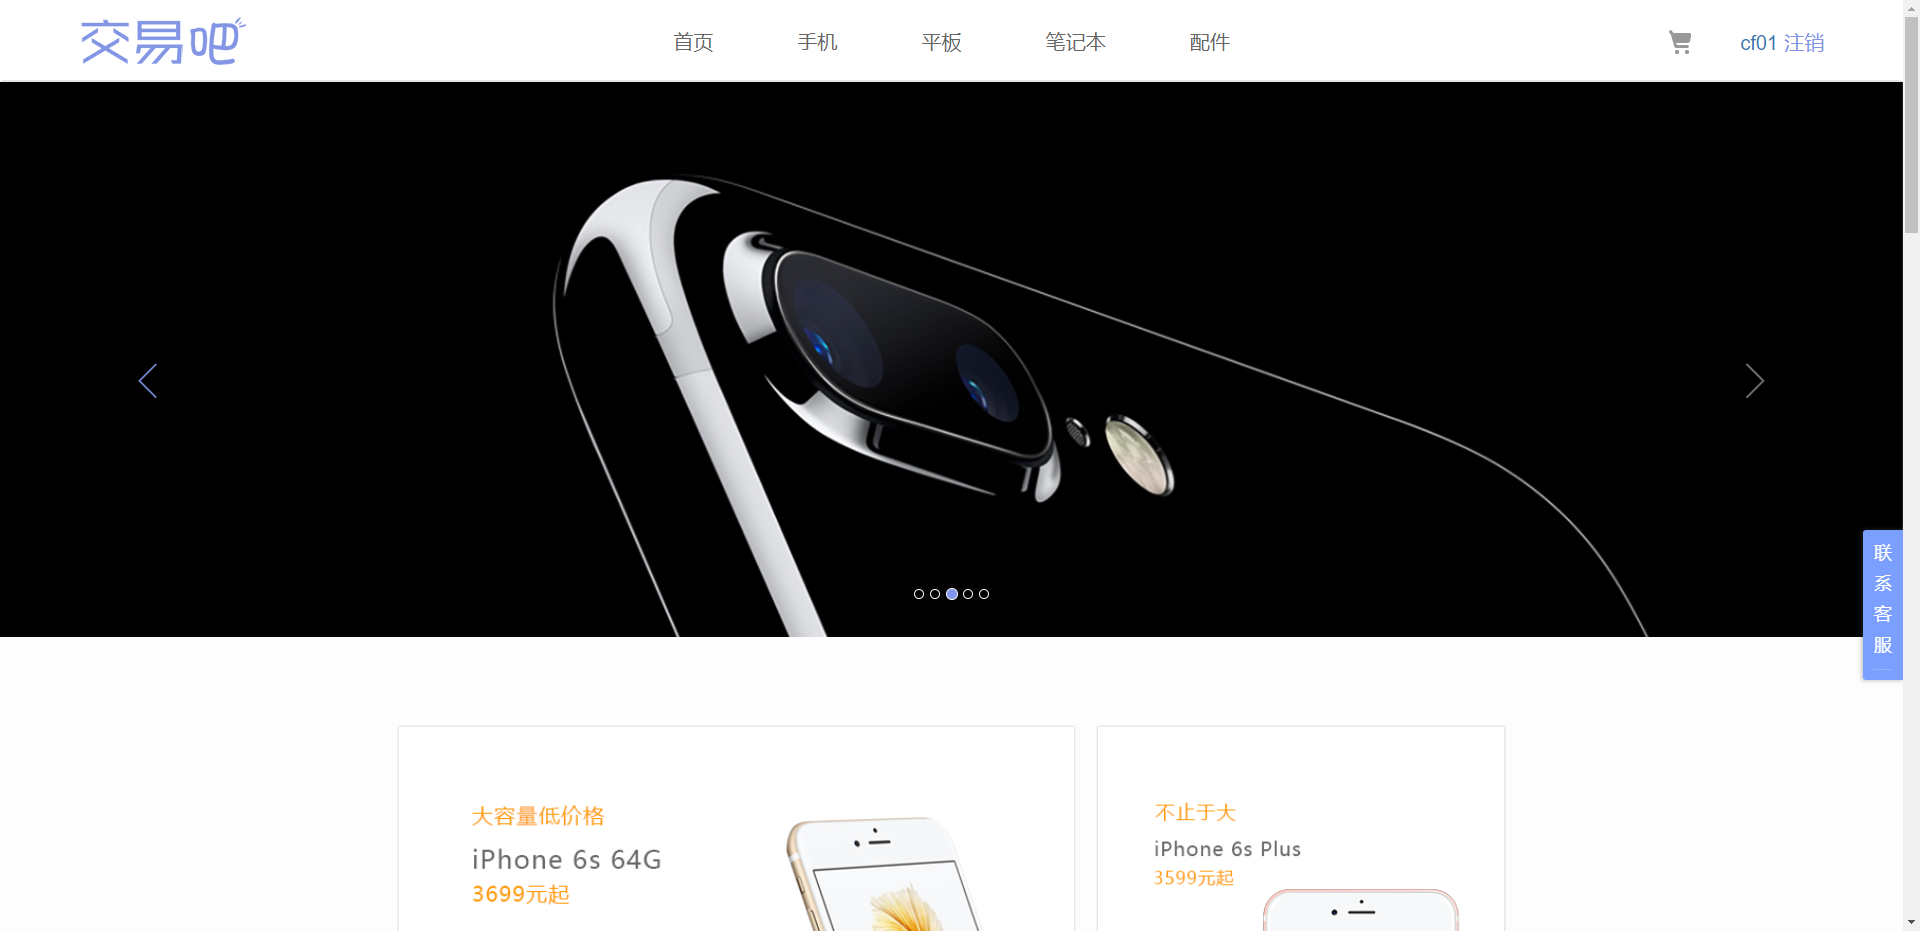 交易吧
首页 手机 平板 笔记本 配件
cf01 注销
联系客服
大容量低价格
iPhone 6s 64G
3699元起
不止于大
iPhone 6s Plus
3599元起